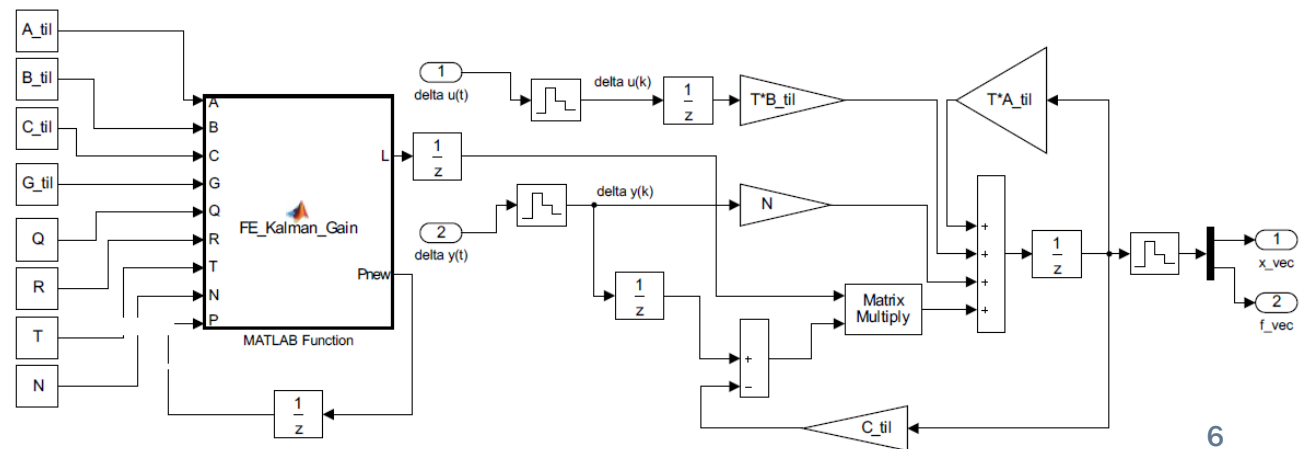 A_til
B_til
C_til
G_til
Q
R
T
N
A
B
C
G
Q
R
T
N
P
FE_Kalman_Gain
L
Pnew
MATLAB Function
1
z
1
delta u(t)
delta u(k)
1
z
T*B_til
T*A_til
1
z
2
delta y(t)
delta y(k)
N
1
z
+
−
Matrix
Multiply
+
+
+
+
1
z
1
x_vec
2
f_vec
C_til
6